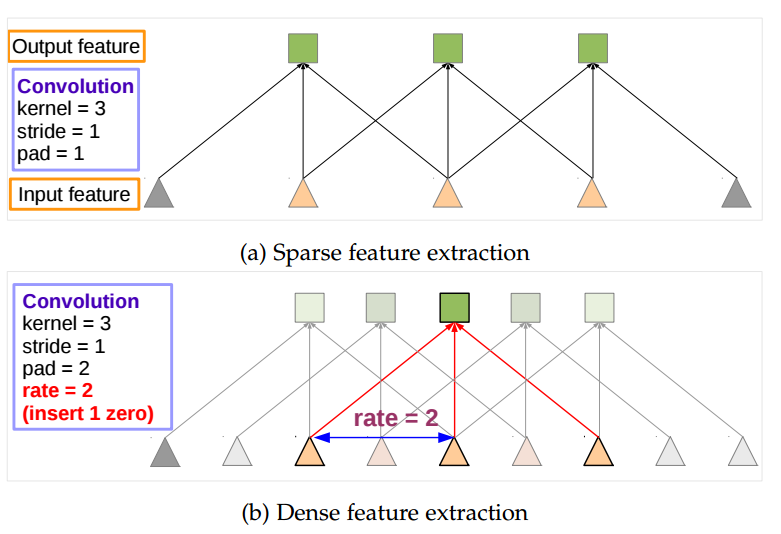 Output feature
Convolution
kernel = 3
stride = 1
pad = 1
Input feature
(a) Sparse feature extraction
Convolution
kernel = 3
stride = 1
pad = 2
rate = 2
(insert 1 zero)
rate = 2
(b) Dense feature extraction